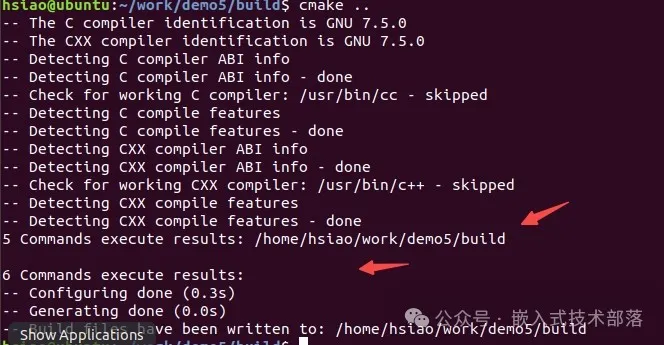 hsiao@ubuntu:~/work/demo5/build$ cmake ..
-- The C compiler identification is GNU 7.5.0
-- The CXX compiler identification is GNU 7.5.0
-- Detecting C compiler ABI info
-- Detecting C compiler ABI info - done
-- Check for working C compiler: /usr/bin/cc - skipped
-- Detecting C compile features
-- Detecting C compile features - done
-- Detecting CXX compiler ABI info
-- Detecting CXX compiler ABI info - done
-- Check for working CXX compiler: /usr/bin/c++ - skipped
-- Detecting CXX compile features
-- Detecting CXX compile features - done
5 Commands execute results: /home/hsiao/work/demo5/build
6 Commands execute results:
-- Configuring done (0.3s)
-- Generating done (0.0s)
-- Build files have been written to: /home/hsiao/work/demo5/build
Show Applications
公众号 · 嵌入式技术部落